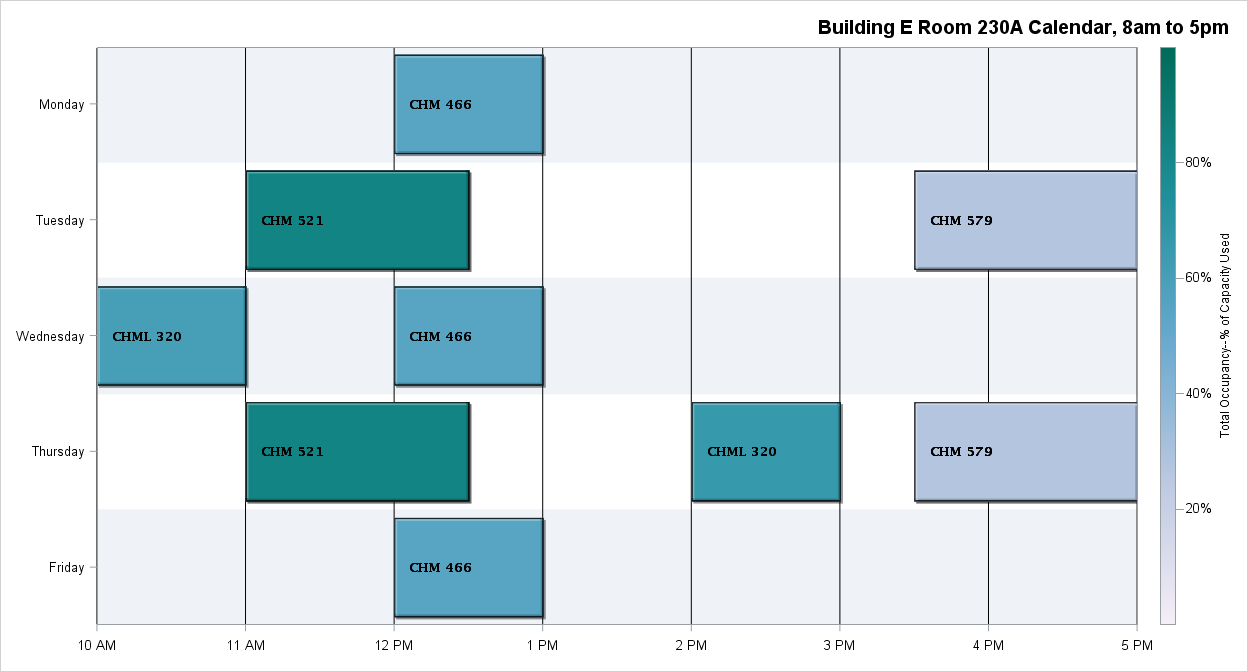 Building E Room 230A Calendar, 8am to 5pm
Monday
CHM 466
Tuesday
CHM 521
CHM 579
Wednesday
CHML 320
CHM 466
Thursday
CHM 521
CHML 320
CHM 579
Friday
CHM 466
10 AM
11 AM
12 PM
1 PM
2 PM
3 PM
4 PM
5 PM
80%
60%
40%
20%
Total Occupancy--% of Capacity Used